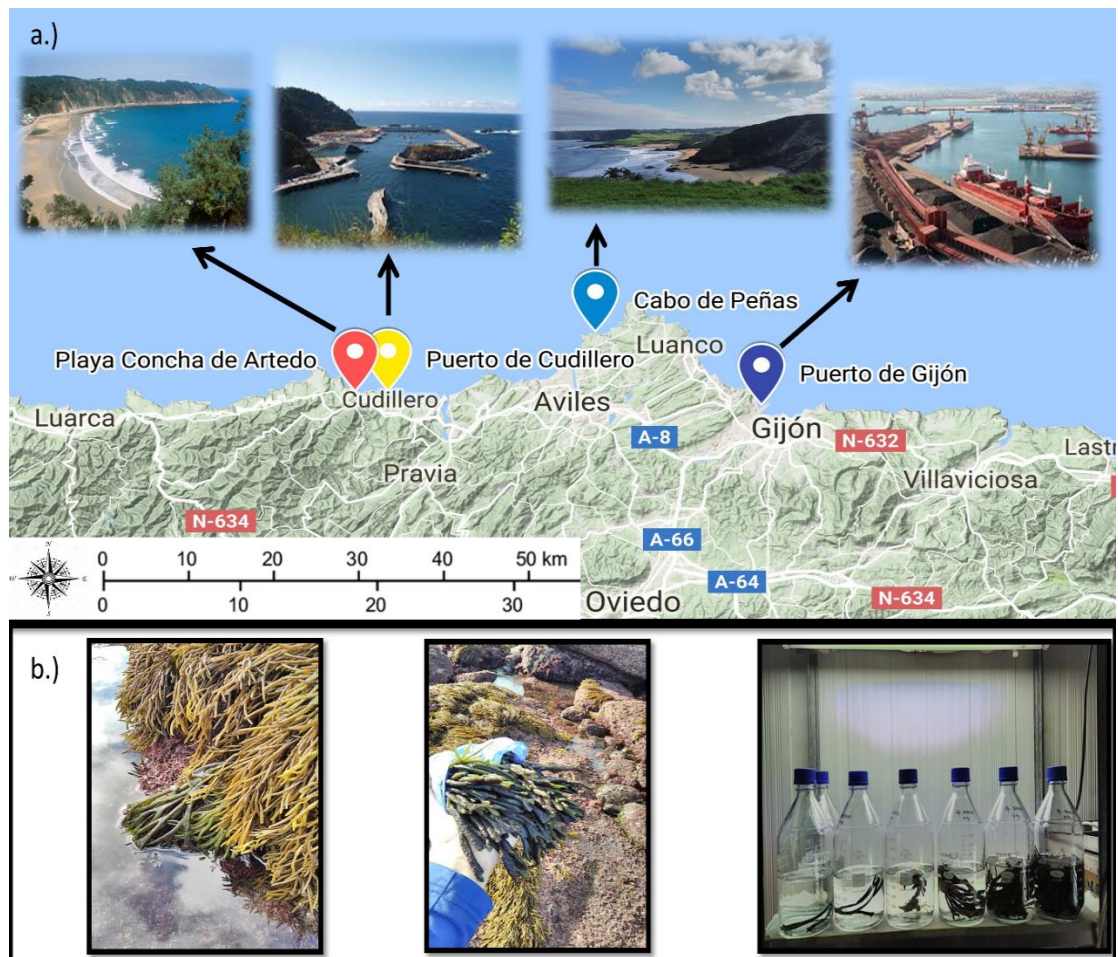 a.)
Cabo de Peñas
Luanco
Playa Concha de Artedo
Puerto de Cudillero
Puerto de Gijón
Luarca
Cudillero
Aviles
A-8
Gijón
N-632
Lastr
Pravia
Villaviciosa
N-634
A-66
0 10 20 30 40 50 km
0 10 20 30
A-64
Oviedo
N-634
b.)